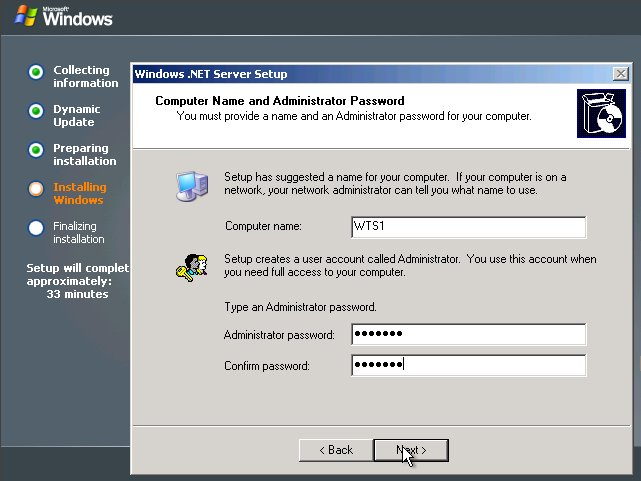 Microsoft
Windows
Collecting
information
Dynamic
Update
Preparing
installation
Installing
Windows
Finalizing
installation
Setup will complet
approximately:
33 minutes
Windows .NET Server Setup
Computer Name and Administrator Password
You must provide a name and an Administrator password for your computer.
Setup has suggested a name for your computer. If your computer is on a
network, your network administrator can tell you what name to use.
Computer name:
WTS1
Setup creates a user account called Administrator. You use this account when
you need full access to your computer.
Type an Administrator password.
Administrator password:
•••••••
Confirm password:
•••••••
< Back
Next >